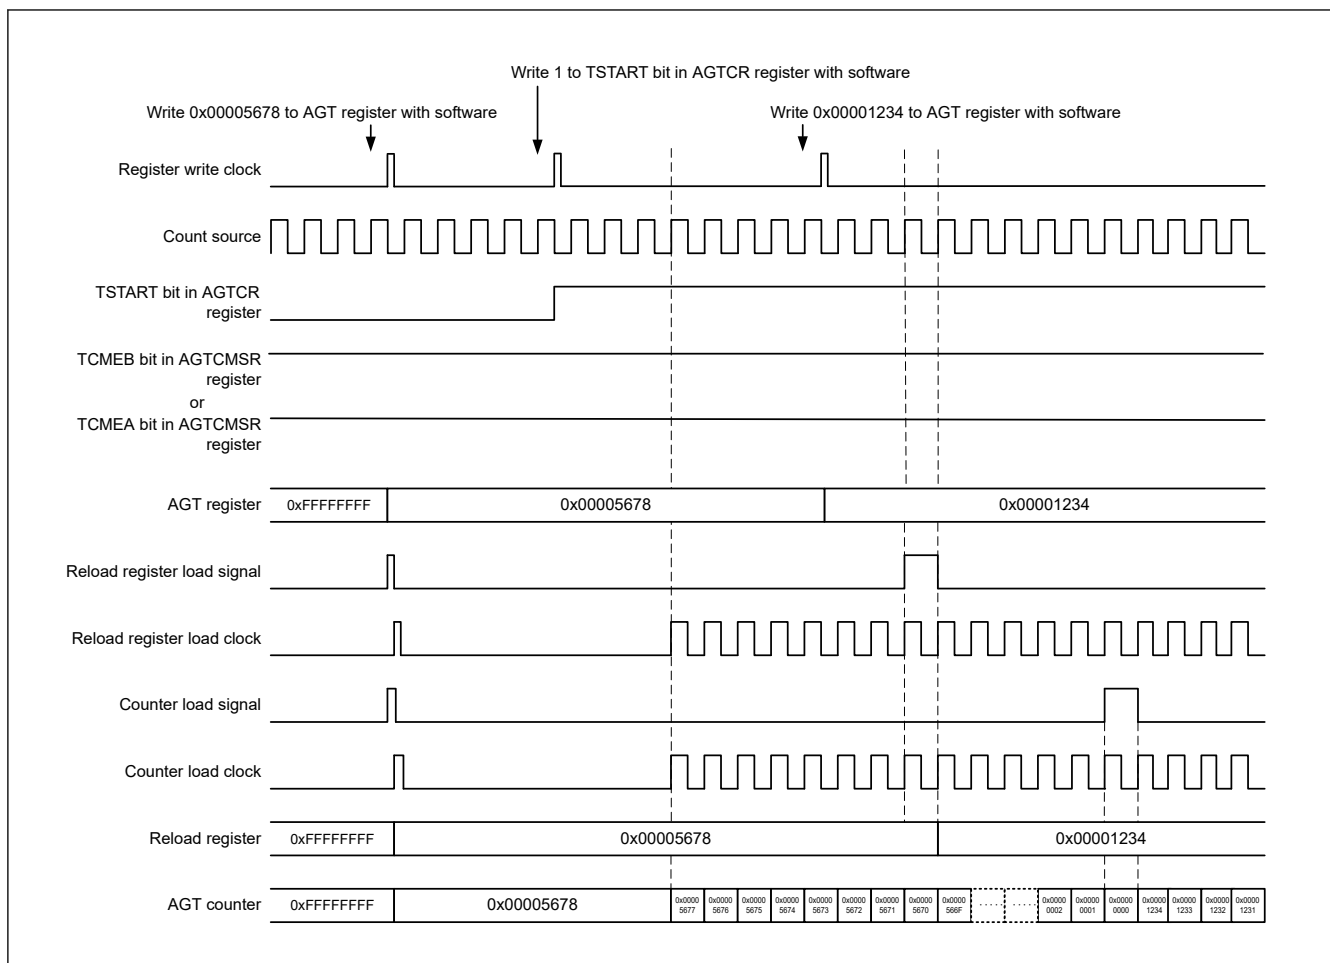 Write 1 to TSTART bit in AGTCR register with software
Write 0x00005678 to AGT register with software
Write 0x00001234 to AGT register with software
Register write clock
Count source
TSTART bit in AGTCR
register
TCMEB bit in AGTCMSR
register
or
TCMEA bit in AGTCMSR
register
AGT register
0xFFFFFFFF
0x00005678
0x00001234
Reload register load signal
Reload register load clock
Counter load signal
Counter load clock
Reload register
0xFFFFFFFF
0x00005678
0x00001234
AGT counter
0xFFFFFFFF
0x00005678
0x0000
5677
0x0000
5676
0x0000
5675
0x0000
5674
0x0000
5673
0x0000
5672
0x0000
5671
0x0000
5670
0x0000
566F
.....
.....
0x0000
0002
0x0000
0001
0x0000
0000
0x0000
1234
0x0000
1233
0x0000
1232
0x0000
1231